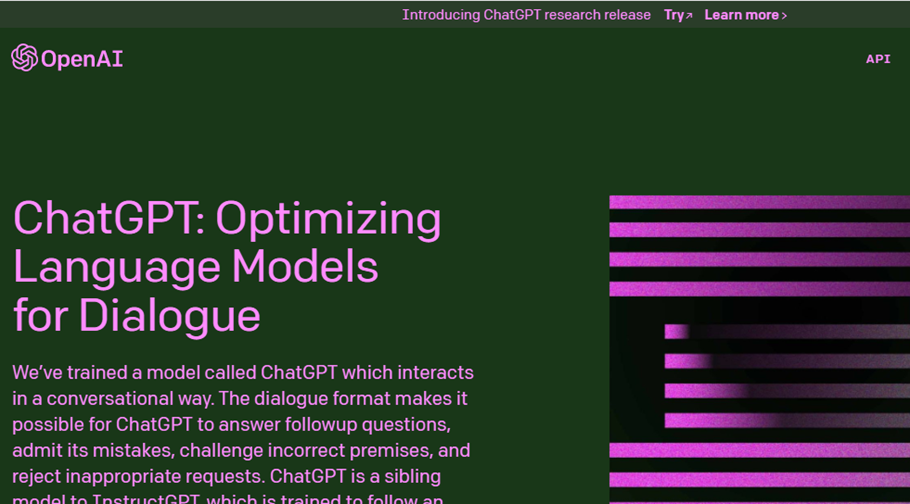 Introducing ChatGPT research release Try↗ Learn more›
OpenAI
API
ChatGPT: Optimizing
Language Models
for Dialogue
We’ve trained a model called ChatGPT which interacts
in a conversational way. The dialogue format makes it
possible for ChatGPT to answer followup questions,
admit its mistakes, challenge incorrect premises, and
reject inappropriate requests. ChatGPT is a sibling
model to InstructGPT, which is trained to follow an